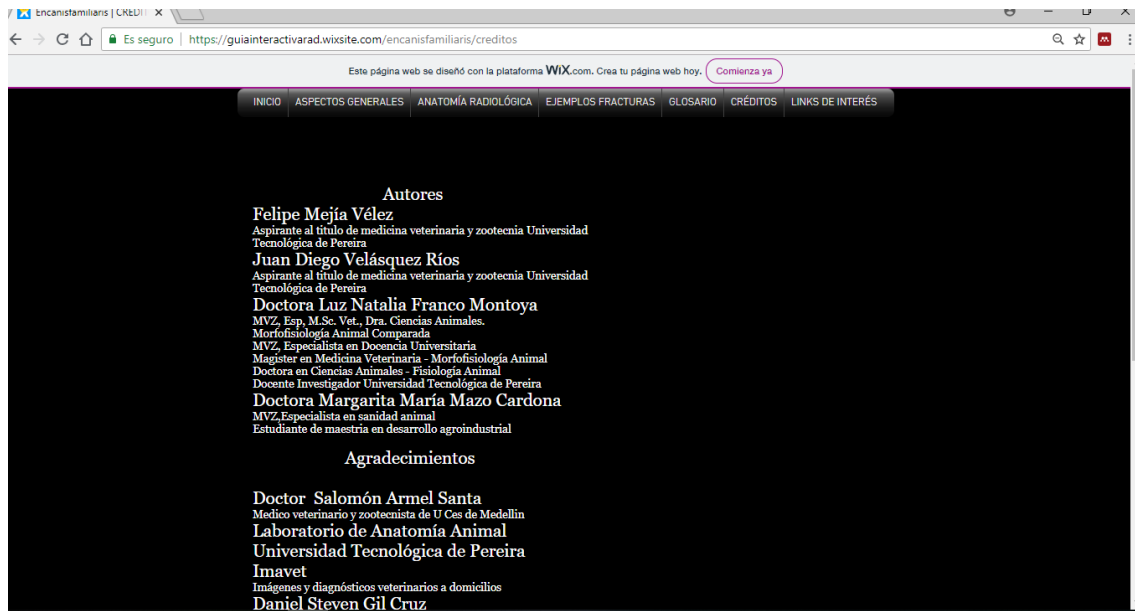 Encanisfamiliaris | CREDI
Es seguro | https://guiainteractivarad.wixsite.com/encanisfamiliaris/creditos
Este página web se diseñó con la plataforma WiX.com. Crea tu página web hoy. Comienza ya
INICIO ASPECTOS GENERALES ANATOMÍA RADIOLÓGICA EJEMPLOS FRACTURAS GLOSARIO CRÉDITOS LINKS DE INTERÉS
Autores
Felipe Mejía Vélez
Aspirante al titulo de medicina veterinaria y zootecnia Universidad
Tecnológica de Pereira
Juan Diego Velásquez Ríos
Aspirante al titulo de medicina veterinaria y zootecnia Universidad
Tecnológica de Pereira
Doctora Luz Natalia Franco Montoya
MVZ, Esp, M.Sc. Vet., Dra. Ciencias Animales.
Morfofisiología Animal Comparada
MVZ, Especialista en Docencia Universitaria
Magister en Medicina Veterinaria - Morfofisiología Animal
Doctora en Ciencias Animales - Fisiología Animal
Docente Investigador Universidad Tecnológica de Pereira
Doctora Margarita María Mazo Cardona
MVZ,Especialista en sanidad animal
Estudiante de maestria en desarrollo agroindustrial
Agradecimientos
Doctor Salomón Armel Santa
Medico veterinario y zootecnista de U Ces de Medellin
Laboratorio de Anatomía Animal
Universidad Tecnológica de Pereira
Imavet
Imágenes y diagnósticos veterinarios a domicilios
Daniel Steven Gil Cruz